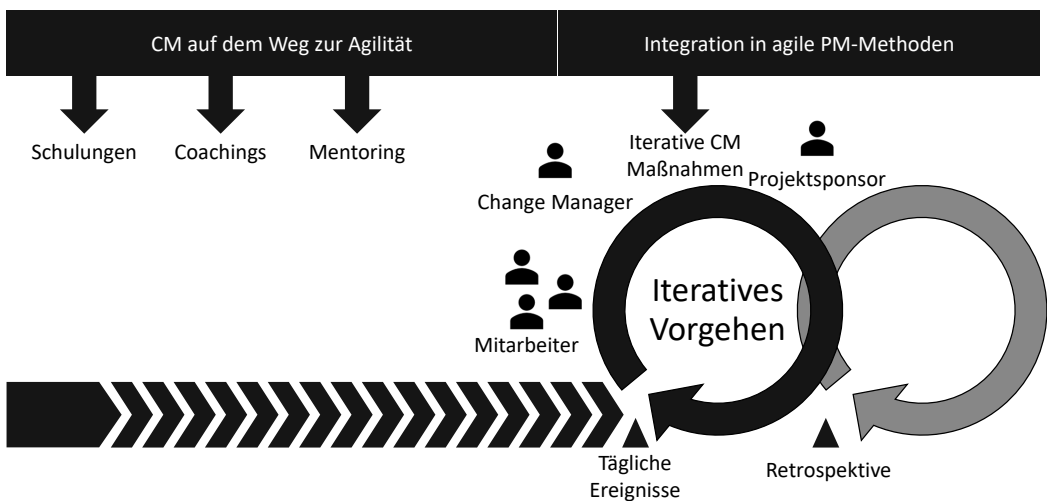 CM auf dem Weg zur Agilität
Integration in agile PM-Methoden
Schulungen
Coachings
Mentoring
Iterative CM
Maßnahmen
Projektsponsor
Change Manager
Iteratives
Vorgehen
Mitarbeiter
Tägliche
Ereignisse
Retrospektive